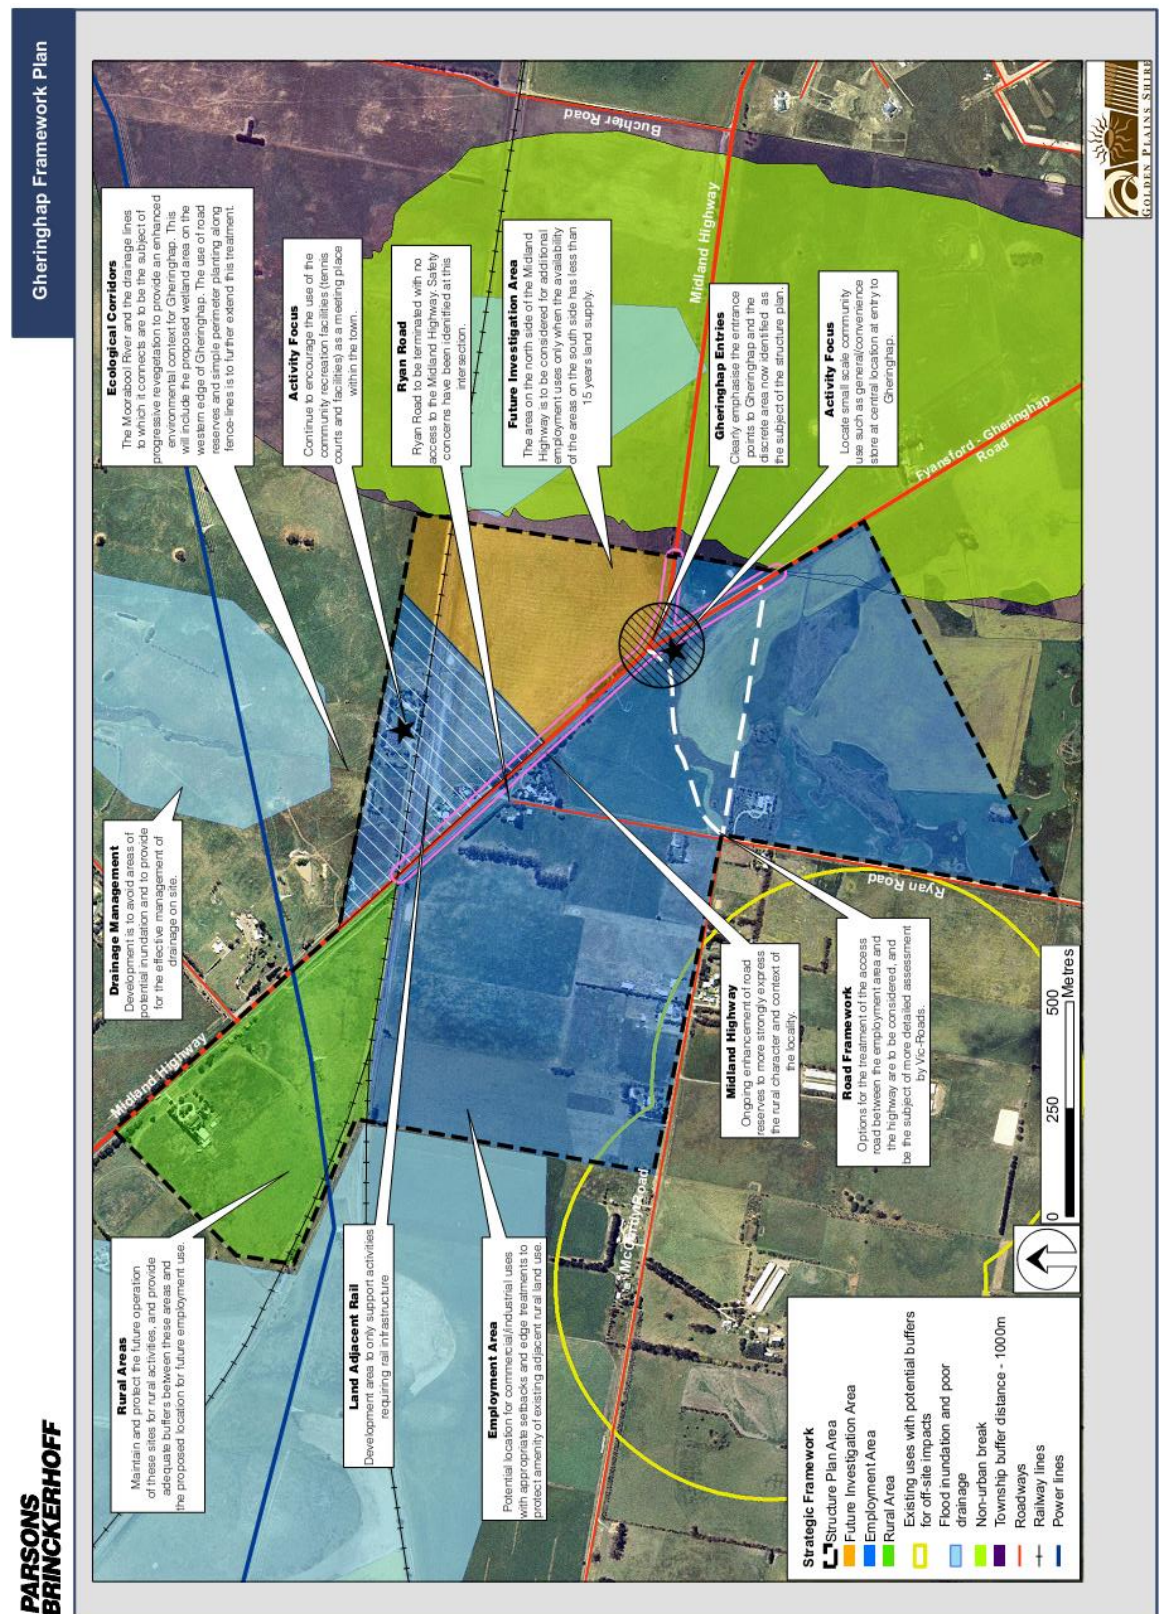 Gheringhap Framework Plan
PARSONS
BRINCKERHOFF
Rural Areas
Maintain and protect the future operation
of these sites for rural activities, and provide
adequate buffers between these areas and
the proposed location for future employment use.
Drainage Management
Development is to avoid areas of
potential inundation and to provide
for the effective management of
drainage on site.
Ecological Corridors
The Moorabool River and the drainage lines
to which it connects are to be the subject of
progressive revegetation to provide an enhanced
environmental context for Gheringhap. This
will include the proposed wetland area on the
western edge of Gheringhap. The use of road
reserves and simple perimeter planting along
fence-lines is to further extend this treatment.
Activity Focus
Continue to encourage the use of the
community recreation facilities (tennis
courts and facilities) as a meeting place
within the town.
Ryan Road
Ryan Road to be terminated with no
access to the Midland Highway. Safety
concerns have been idenitfied at this
intersection.
Future Investigation Area
The area on the north side of the Midland
Highway is to be considered for additional
employment uses only when the availability
of the areas on the south side has less than
15 years land supply.
Gheringhap Entries
Clearly emphasise the entrance
points to Gheringhap and the
discrete area now identified as
the subject of the structure plan.
Activity Focus
Locate small scale community
use such as general/convenience
store at central location at entry to
Gheringhap.
Land Adjacent Rail
Development area to only support activities
requiring rail infrastructure
Employment Area
Potential location for commercial/industrial uses
with appropriate setbacks and edge treatments to
protect amenity of existing adjacent rural land use.
Midland Highway
Ongoing enhancement of road
reserves to more strongly express
the rural character and context of
the locality.
Road Framework
Options for the treatment of the access
road between the employment area and
the highway are to be considered, and
be the subject of more detailed assessment
by Vic-Roads.
Midland Highway
Buchter Road
Midland Highway
Fyansford - Gheringhap
Road
Ryan Road
McCurdy Road
Strategic Framework
Structure Plan Area
Future Investigation Area
Employment Area
Rural Area
Existing uses with potential buffers
for off-site impacts
Flood inundation and poor
drainage
Non-urban break
Township buffer distance - 1000m
Roadways
Railway lines
Power lines
0 250 500
Metres
GOLDEN PLAINS SHIRE